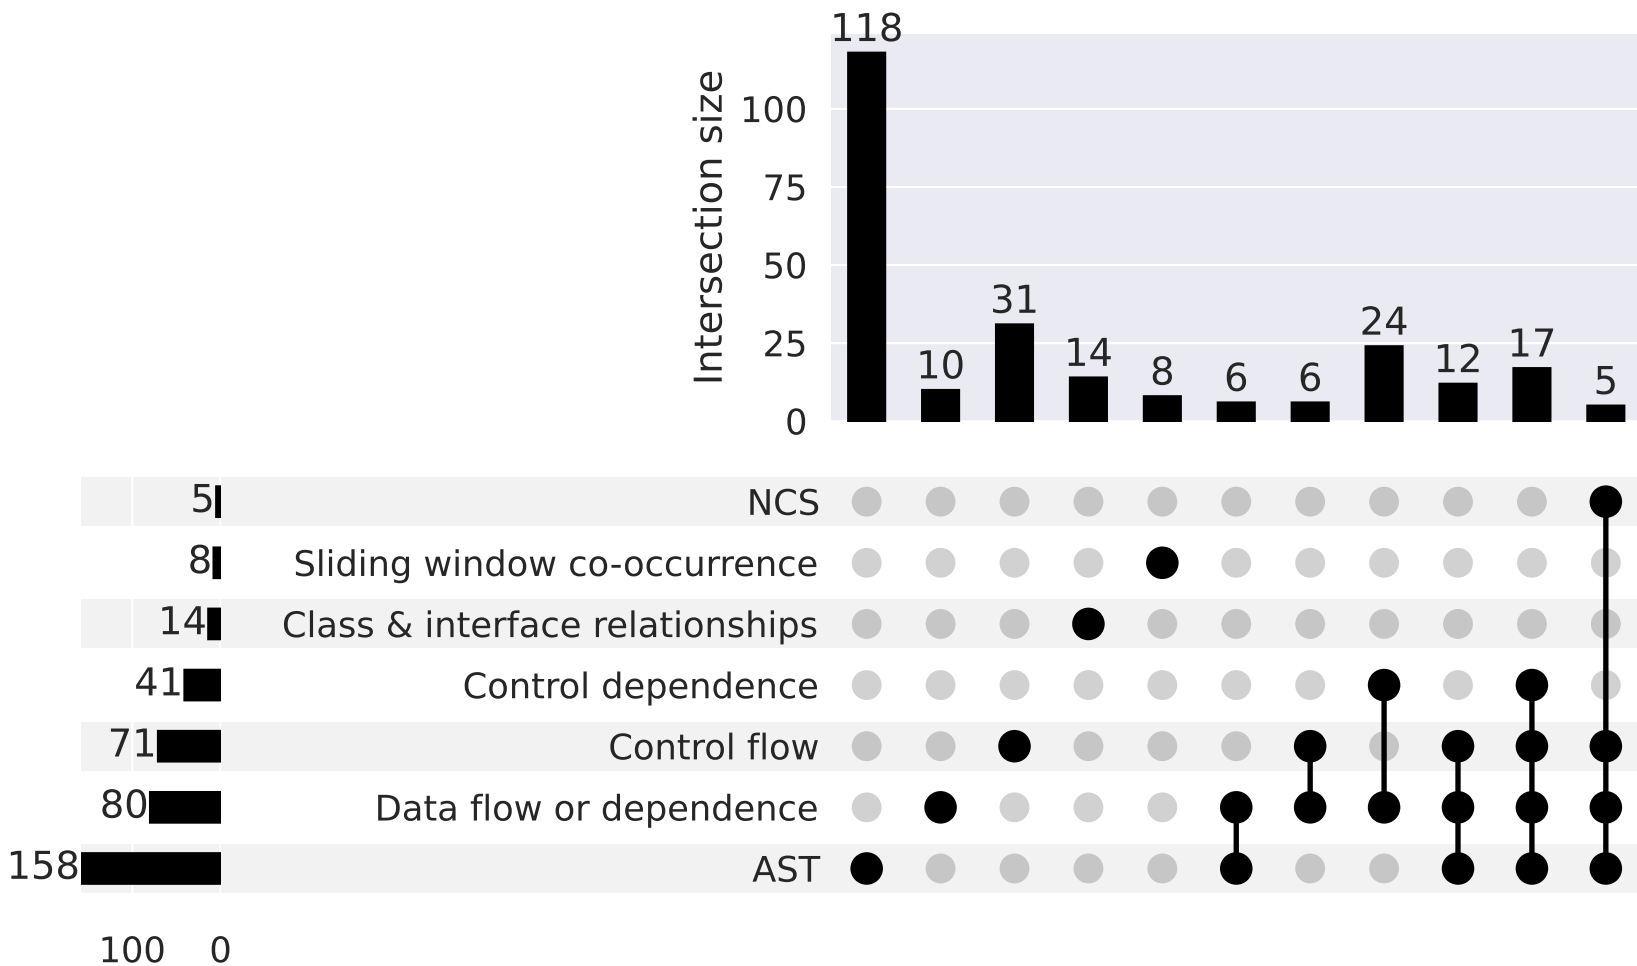 118
Intersection size
100
75
50
25
0
10
31
14
8
6
6
24
12
17
5
5 NCS
8 Sliding window co-occurrence
14 Class & interface relationships
41 Control dependence
71 Control flow
80 Data flow or dependence
158 AST
100 0